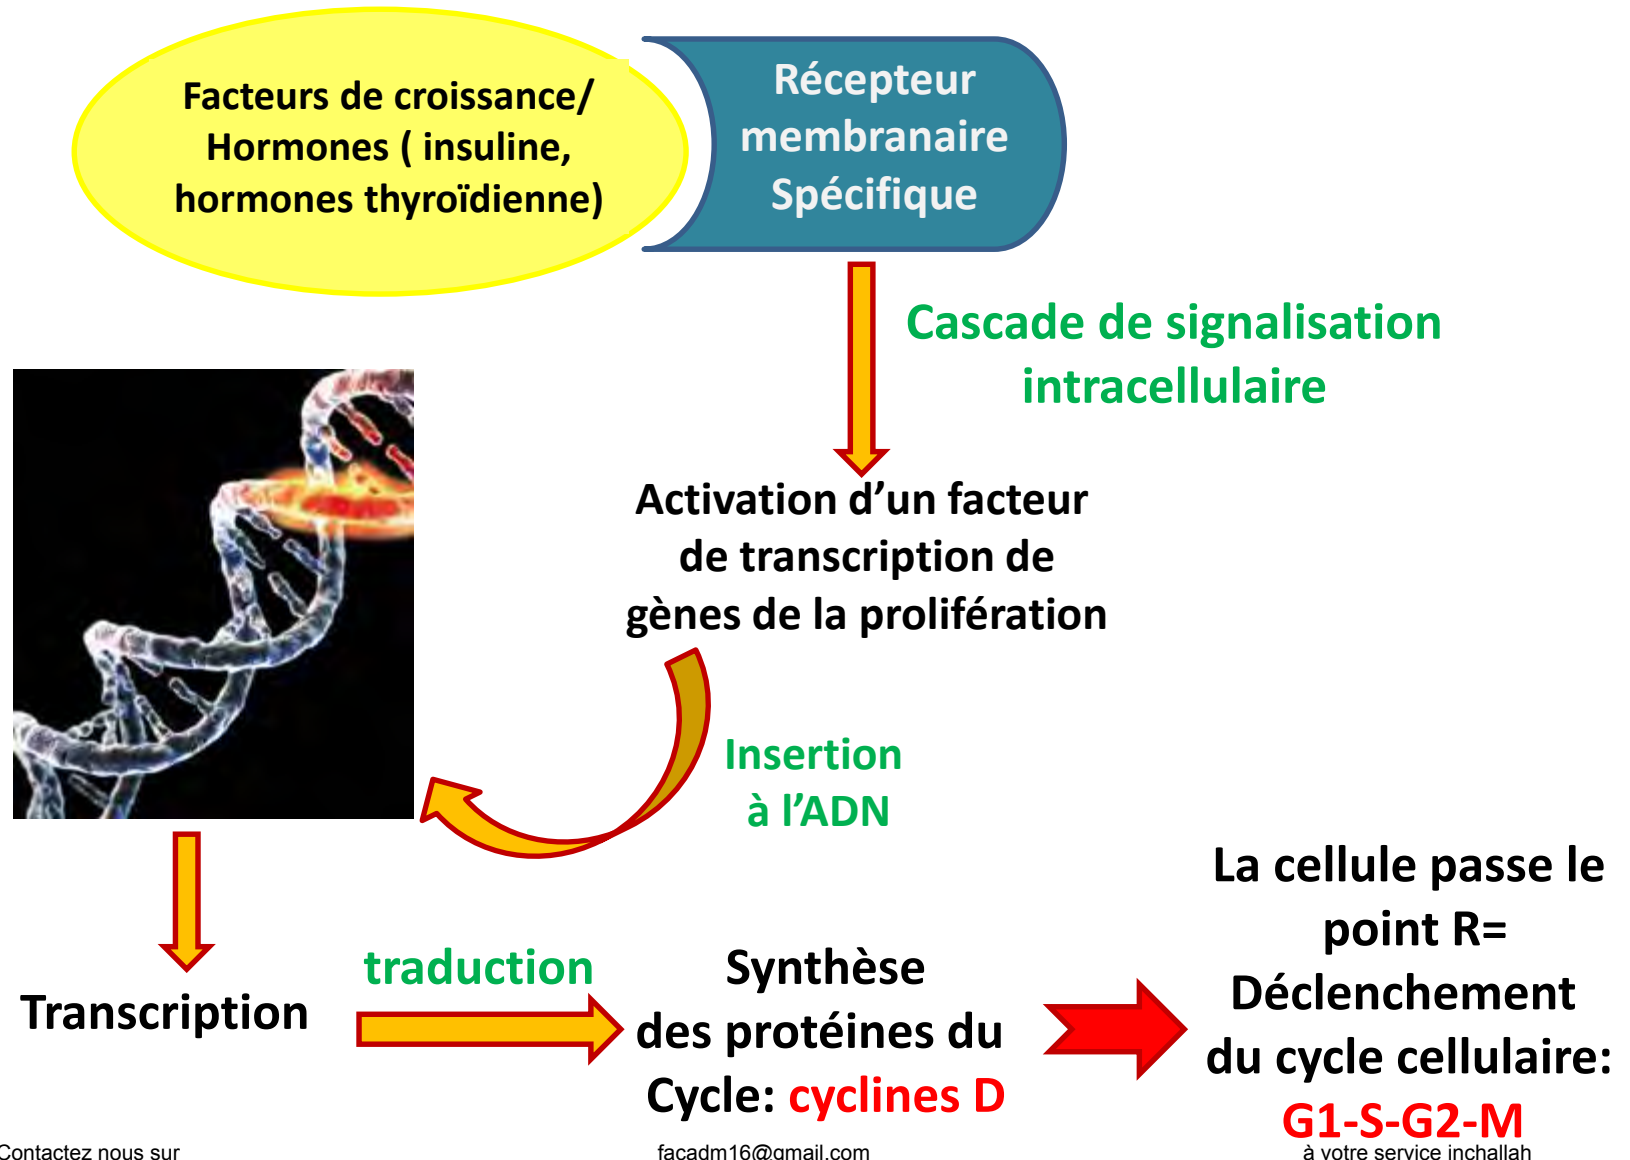 Facteurs de croissance/
Hormones ( insuline,
hormones thyroïdienne)
Récepteur
membranaire
Spécifique
Cascade de signalisation
intracellulaire
Activation d’un facteur
de transcription de
gènes de la prolifération
Insertion
à l’ADN
Transcription
traduction
Synthèse
des protéines du
Cycle: cyclines D
La cellule passe le
point R=
Déclenchement
du cycle cellulaire:
G1-S-G2-M
Contactez nous sur
facadm16@gmail.com
à votre service inchallah